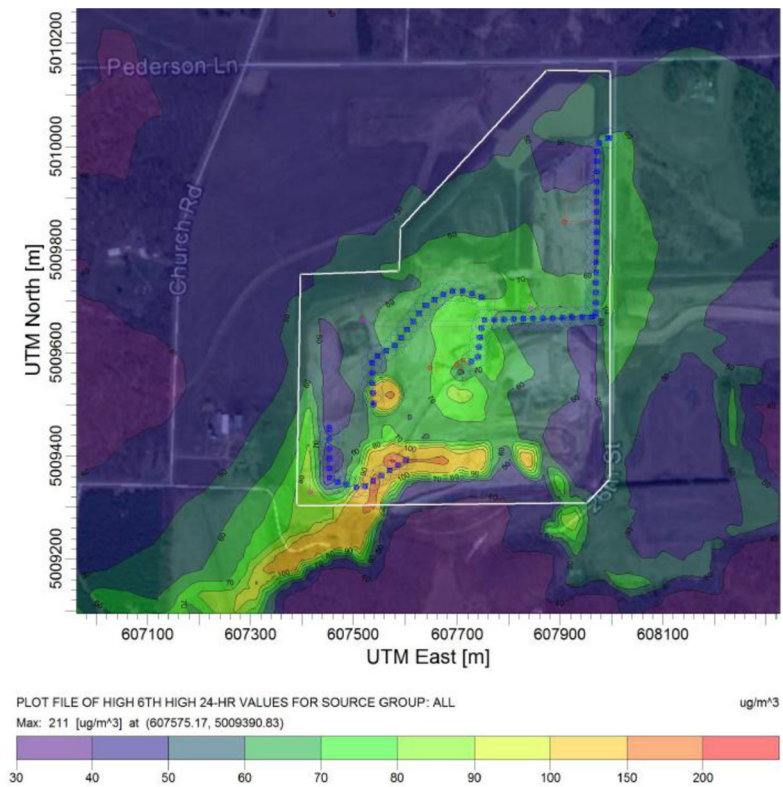 5010200
Pederson Ln
5010000
Church Rd
5009800
UTM North [m]
5009600
5009400
5009200
607100 607300 607500 607700 607900 608100
UTM East [m]
PLOT FILE OF HIGH 6TH HIGH 24-HR VALUES FOR SOURCE GROUP: ALL ug/m^3
Max: 211 [ug/m^3] at (607575.17, 5009390.83)
30 40 50 60 70 80 90 100 150 200